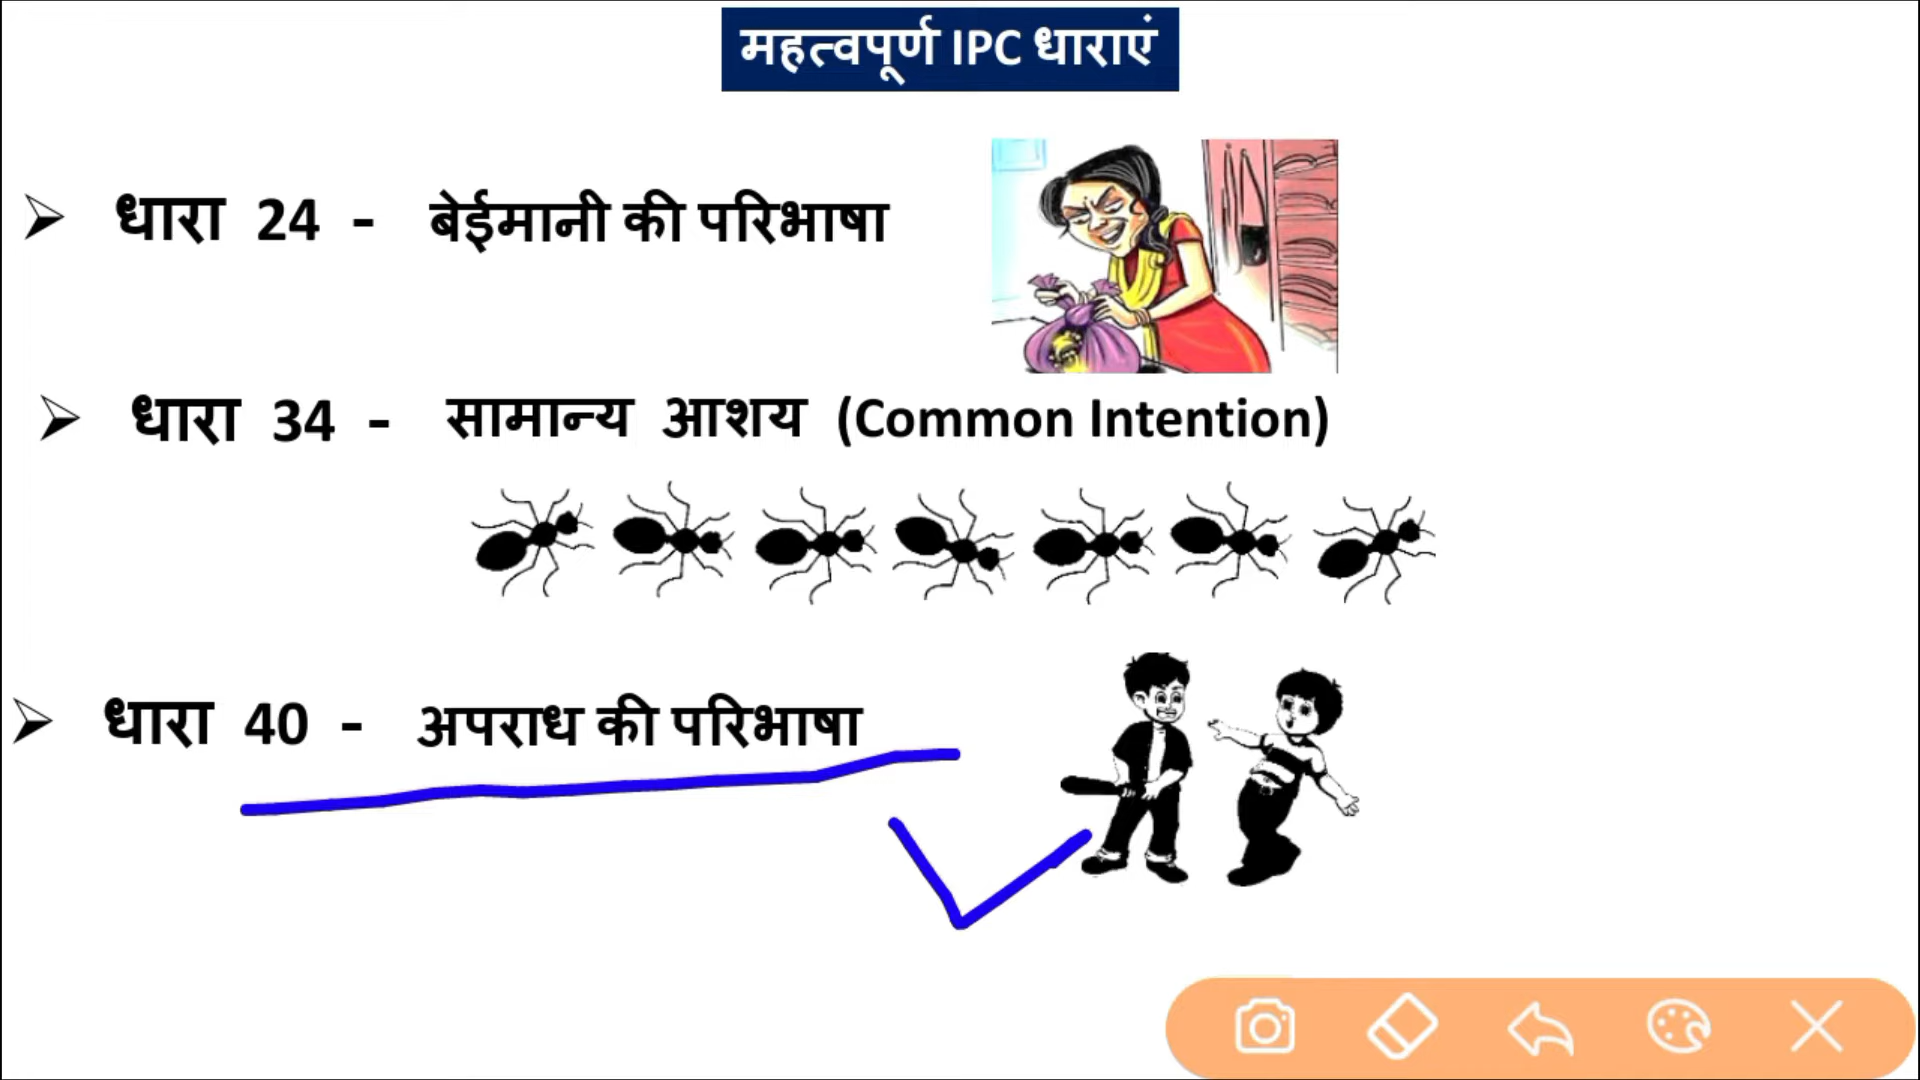 महत्वपूर्ण IPC धाराएं
धारा 24 - बेईमानी की परिभाषा
धारा 34 - सामान्य आशय (Common Intention)
धारा 40 - अपराध की परिभाषा